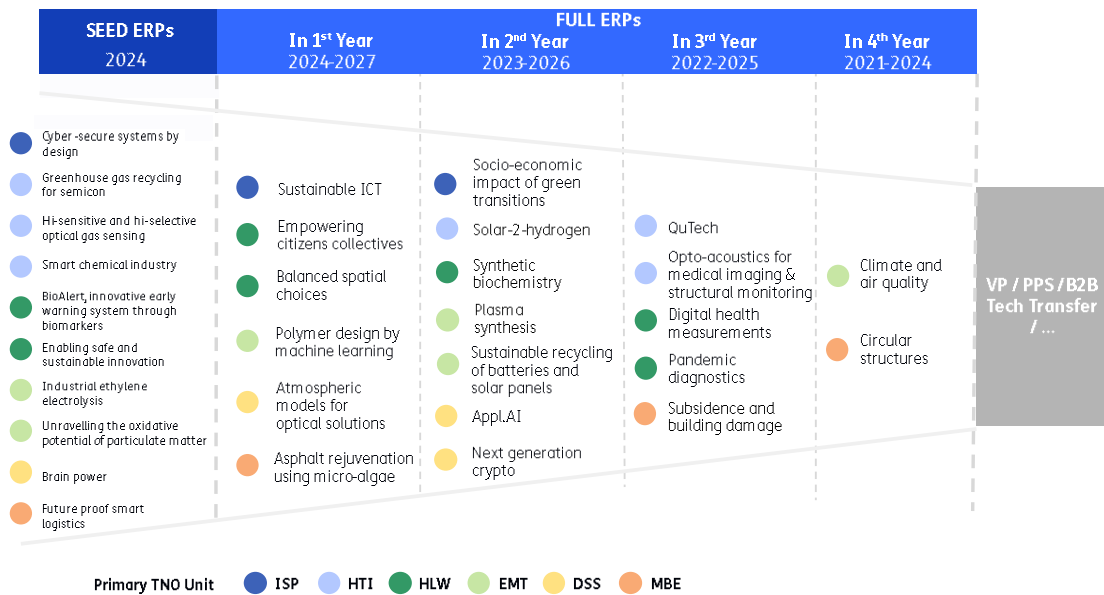 SEED ERPs
2024
FULL ERPs
In 1st Year
2024-2027
In 2nd Year
2023-2026
In 3rd Year
2022-2025
In 4th Year
2021-2024
Cyber -secure systems by
design
Greenhouse gas recycling
for semicon
Hi-sensitive and hi-selective
optical gas sensing
Smart chemical industry
BioAlert, innovative early
warning system through
biomarkers
Enabling safe and
sustainable innovation
Industrial ethylene
electrolysis
Unravelling the oxidative
potential of particulate matter
Brain power
Future proof smart
logistics
Sustainable ICT
Empowering
citizens collectives
Balanced spatial
choices
Polymer design by
machine learning
Atmospheric
models for
optical solutions
Asphalt rejuvenation
using micro-algae
Socio-economic
impact of green
transitions
Solar-2-hydrogen
Synthetic
biochemistry
Plasma
synthesis
Sustainable recycling
of batteries and
solar panels
Appl.AI
Next generation
crypto
QuTech
Opto-acoustics for
medical imaging &
structural monitoring
Digital health
measurements
Pandemic
diagnostics
Subsidence and
building damage
Climate and
air quality
Circular
structures
VP / PPS / B2B
Tech Transfer
/ ...
Primary TNO Unit
ISP
HTI
HLW
EMT
DSS
MBE